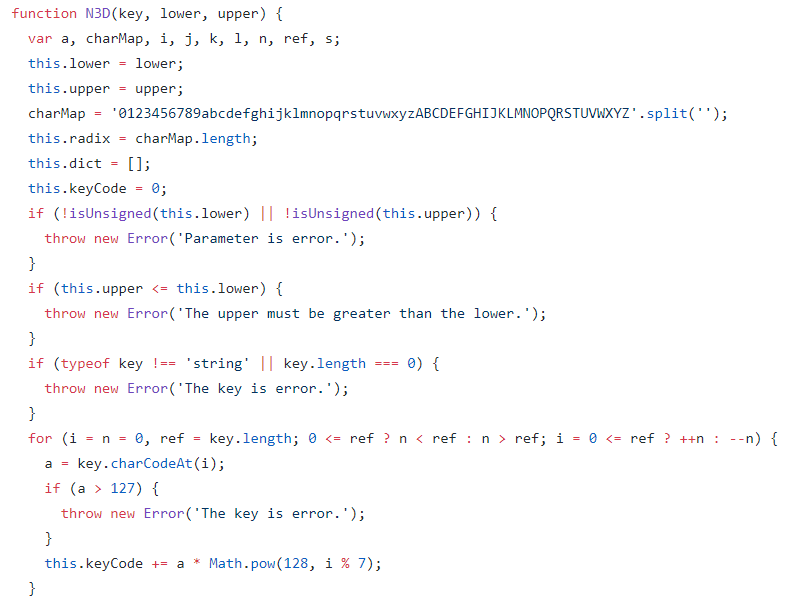 function N3D(key, lower, upper) {
  var a, charMap, i, j, k, l, n, ref, s;
  this.lower = lower;
  this.upper = upper;
  charMap = '0123456789abcdefghijklmnopqrstuvwxyzABCDEFGHIJKLMNOPQRSTUVWXYZ'.split('');
  this.radix = charMap.length;
  this.dict = [];
  this.keyCode = 0;
  if (!isUnsigned(this.lower) || !isUnsigned(this.upper)) {
    throw new Error('Parameter is error.');
  }
  if (this.upper <= this.lower) {
    throw new Error('The upper must be greater than the lower.');
  }
  if (typeof key !== 'string' || key.length === 0) {
    throw new Error('The key is error.');
  }
  for (i = n = 0, ref = key.length; 0 <= ref ? n < ref : n > ref; i = 0 <= ref ? ++n : --n) {
    a = key.charCodeAt(i);
    if (a > 127) {
      throw new Error('The key is error.');
    }
    this.keyCode += a * Math.pow(128, i % 7);
  }